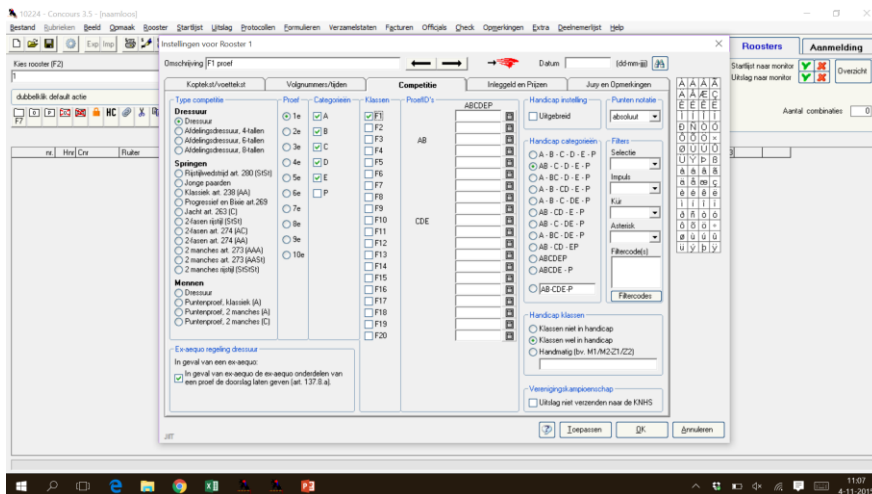 10224 - Concours 3.5 - [naamloos]
Bestand Rubrieken Beeld Opmaak Rooster Startlijst Uitslag Protocollen Formulieren Verzamelstaten Facturen Officials Check Opmerkingen Extra Deelnemerlijst Help
Exp Imp
Kies rooster (F2)
1
dubbelklik default actie
F7
HC
nr. Hnr Cnr Ruiter
Roosters Aanmelding
Startlijst naar monitor
Uitslag naar monitor
Overzicht
Aantal combinaties 0
Instellingen voor Rooster 1
Omschrijving F1 proef
Datum (dd-mm-jjjj)
Koptekst/voettekst Volgnummers/tijden Competitie Inleggeld en Prijzen Jury en Opmerkingen
Type competitie
Dressuur
Dressuur
Afdelingsdressuur, 4-tallen
Afdelingsdressuur, 6-tallen
Afdelingsdressuur, 8-tallen
Springen
Rijstijlwedstrijd art. 280 (StSt)
Jonge paarden
Klassiek art. 238 (AA)
Progressief en Bixie art.269
Jacht art. 263 (C)
2-fasen rijstijl (StSt)
2-fasen art. 274 (AC)
2-fasen art. 274 (AA)
2 manches art. 273 (AAA)
2 manches art. 273 (AASt)
2 manches rijstijl (StStSt)
Mennen
Dressuur
Puntenproef, klassiek (A)
Puntenproef, 2 manches (A)
Puntenproef, 2 manches (C)
Proef
1e
2e
3e
4e
5e
6e
7e
8e
9e
10e
Categorieën
A
B
C
D
E
P
Klassen
F1
F2
F3
F4
F5
F6
F7
F8
F9
F10
F11
F12
F13
F14
F15
F16
F17
F18
F19
F20
ProefID's
ABCDEP
AB
CDE
Handicap instelling
Uitgebreid
Punten notatie
absoluut
Handicap categorieën
A - B - C - D - E - P
AB - C - D - E - P
A - BC - D - E - P
A - B - CD - E - P
A - B - C - DE - P
AB - CD - E - P
AB - C - DE - P
A - BC - DE - P
AB - CD - EP
ABCDEP
ABCDE - P
AB-CDE-P
Filters
Selectie
Impuls
Kür
Asterisk
Filtercode(s)
Filtercodes
Handicap klassen
Klassen niet in handicap
Klassen wel in handicap
Handmatig (bv. M1/M2-Z1/Z2)
Ex-aequo regeling dressuur
In geval van een ex-aequo:
In geval van ex-aequo de ex-aequo onderdelen van
een proef de doorslag laten geven (art. 137.8.a).
Verenigingskampioenschap
Uitslag niet verzenden naar de KNHS
Toepassen OK Annuleren
11:07